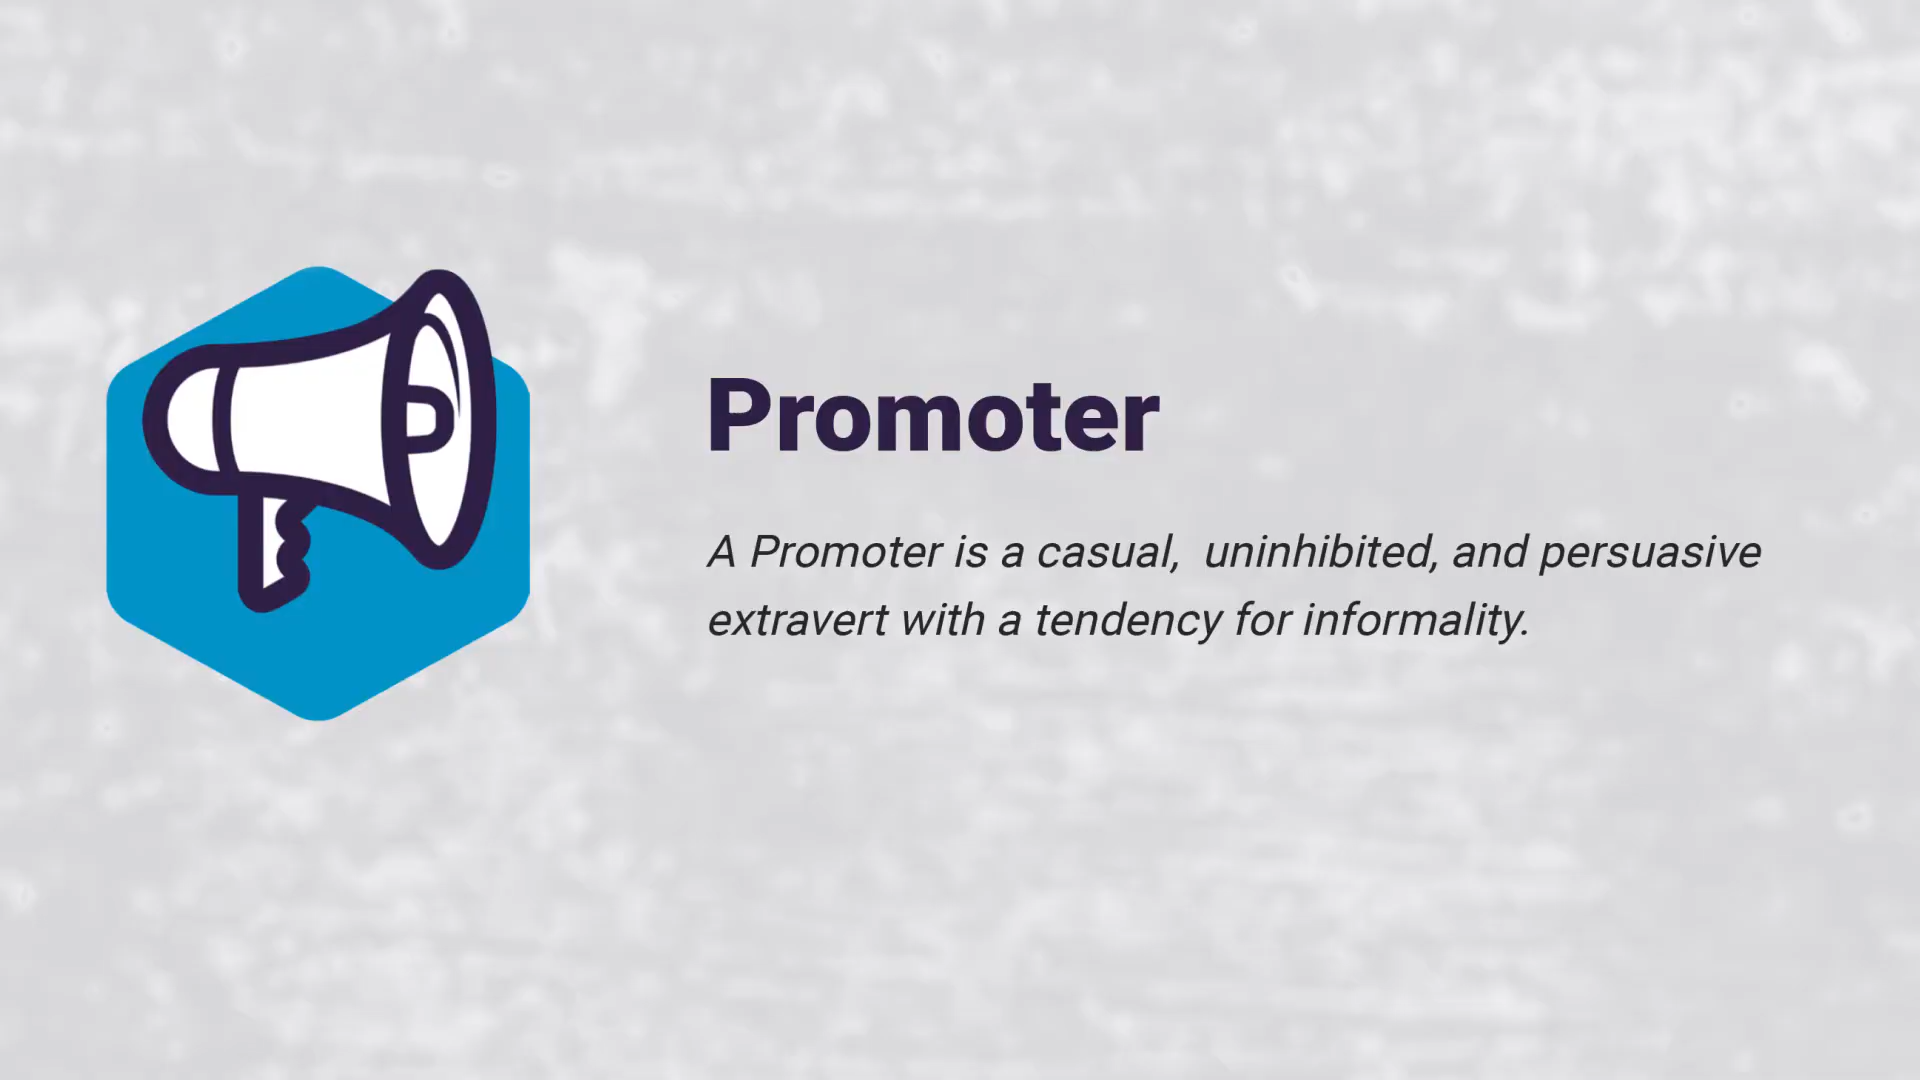 Promoter
A Promoter is a casual,  uninhibited, and persuasive
extravert with a tendency for informality.